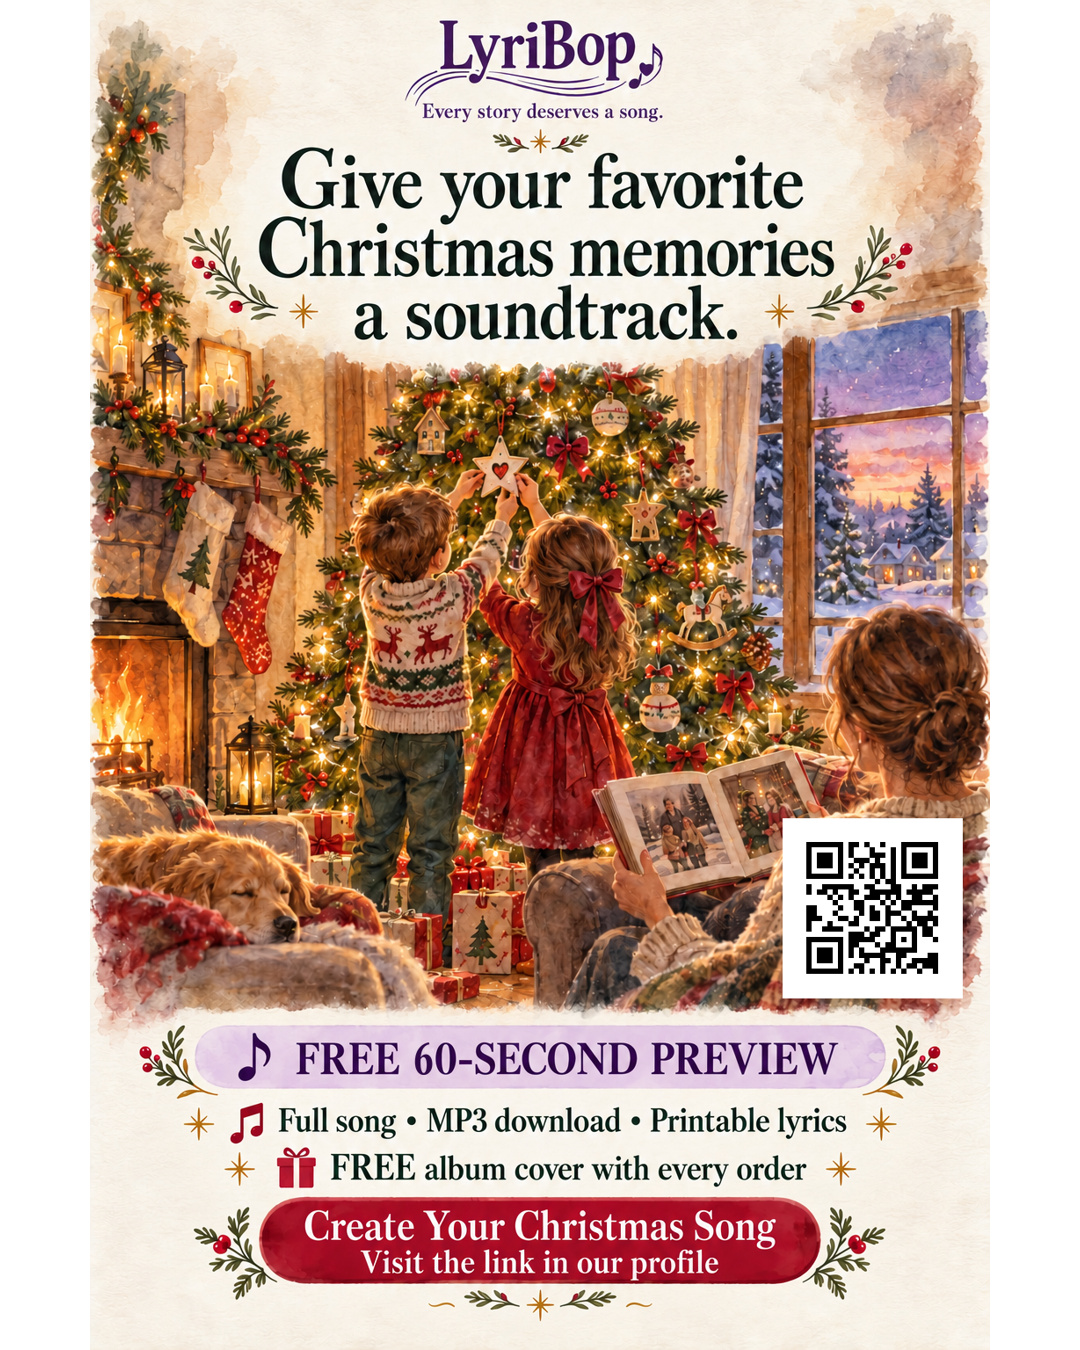 LyriBop
Every story deserves a song.
Give your favorite
Christmas memories
a soundtrack.
FREE 60-SECOND PREVIEW
Full song • MP3 download • Printable lyrics
FREE album cover with every order
Create Your Christmas Song
Visit the link in our profile